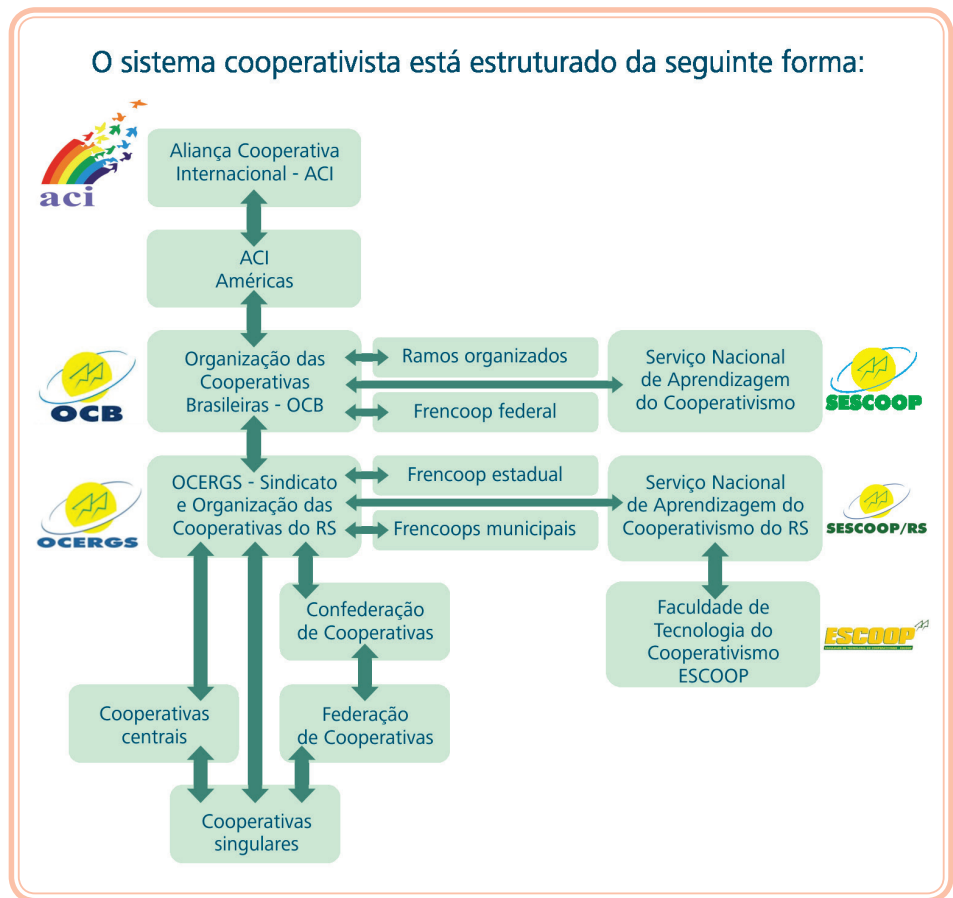 O sistema cooperativista está estruturado da seguinte forma:
aci
Aliança Cooperativa
Internacional - ACI
ACI
Américas
OCB
Organização das
Cooperativas
Brasileiras - OCB
Ramos organizados
Frencoop federal
Serviço Nacional
de Aprendizagem
do Cooperativismo
SESCOOP
OCERGS
OCERGS - Sindicato
e Organização das
Cooperativas do RS
Frencoop estadual
Frencoops municipais
Serviço Nacional
de Aprendizagem do
Cooperativismo do RS
SESCOOP/RS
Confederação
de Cooperativas
Faculdade de
Tecnologia do
Cooperativismo
ESCOOP
ESCOOP
Cooperativas
centrais
Federação
de Cooperativas
Cooperativas
singulares